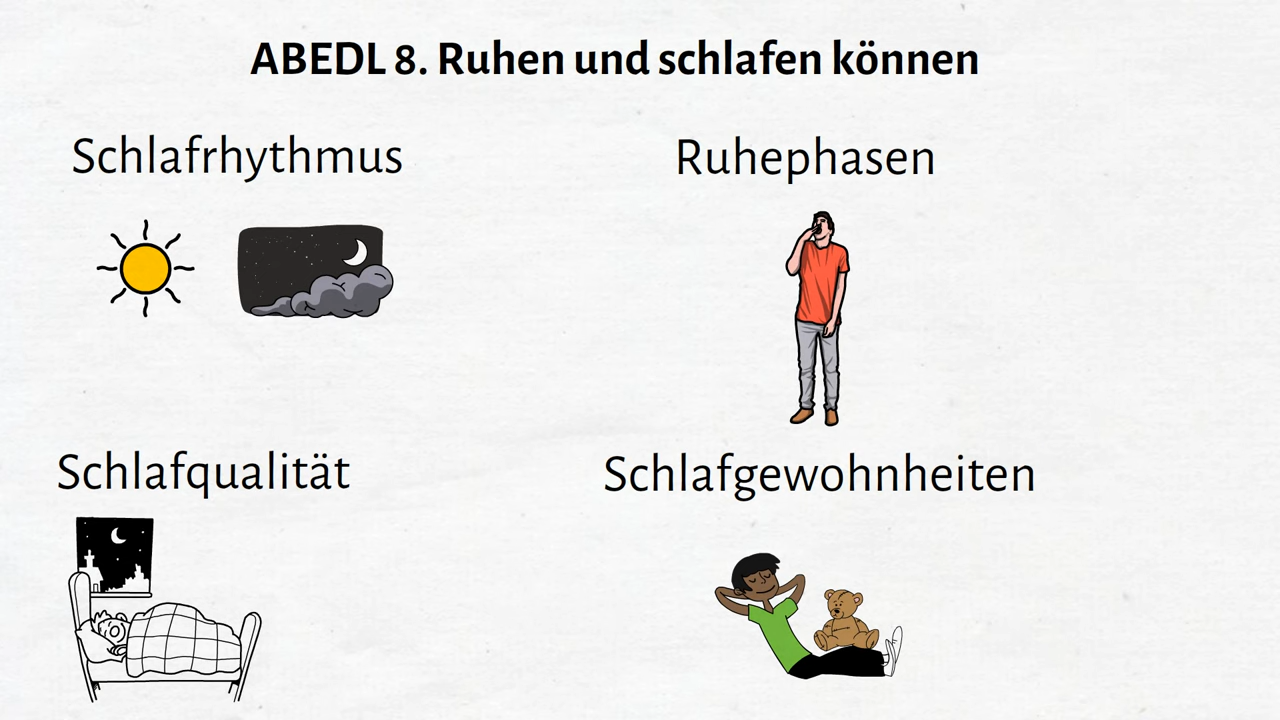 ABEDL 8. Ruhen und schlafen können
Schlafrhythmus
Ruhephasen
Schlafqualität
Schlafgewohnheiten